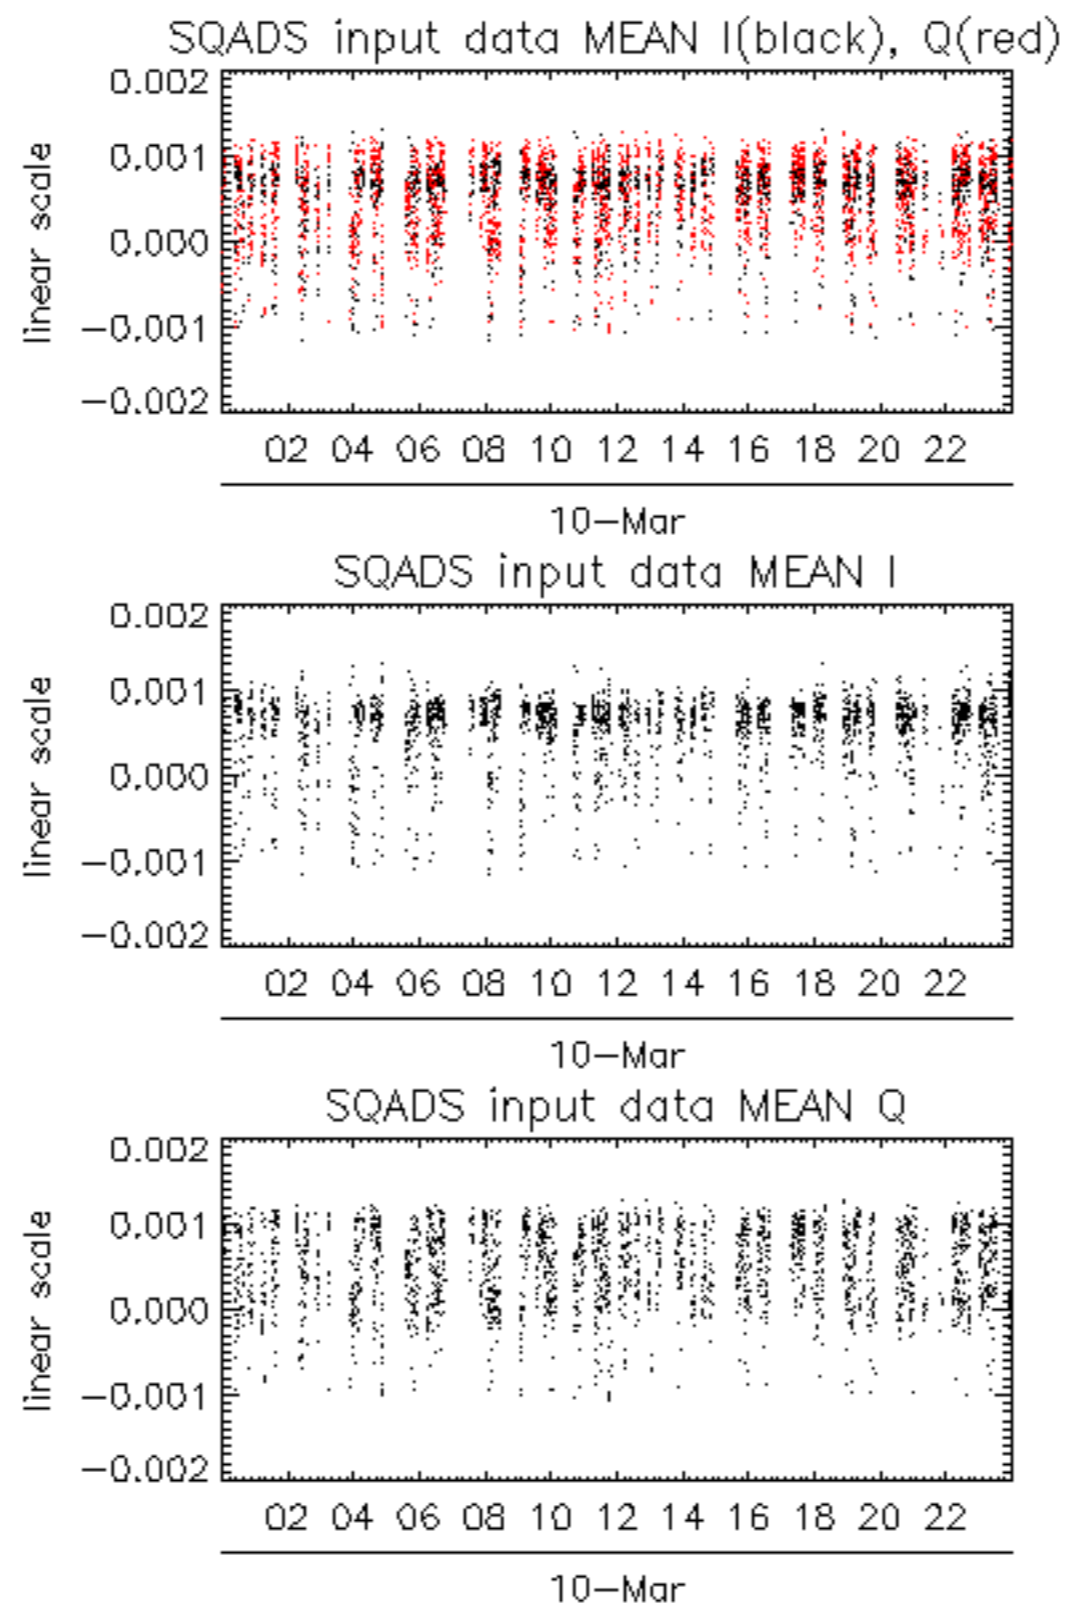 SQADS input data MEAN I(black), Q(red)
0.002
0.001
0.000
−0.001
−0.002
linear scale
02 04 06 08 10 12 14 16 18 20 22
10−Mar
SQADS input data MEAN I
0.002
0.001
0.000
−0.001
−0.002
linear scale
02 04 06 08 10 12 14 16 18 20 22
10−Mar
SQADS input data MEAN Q
0.002
0.001
0.000
−0.001
−0.002
linear scale
02 04 06 08 10 12 14 16 18 20 22
10−Mar